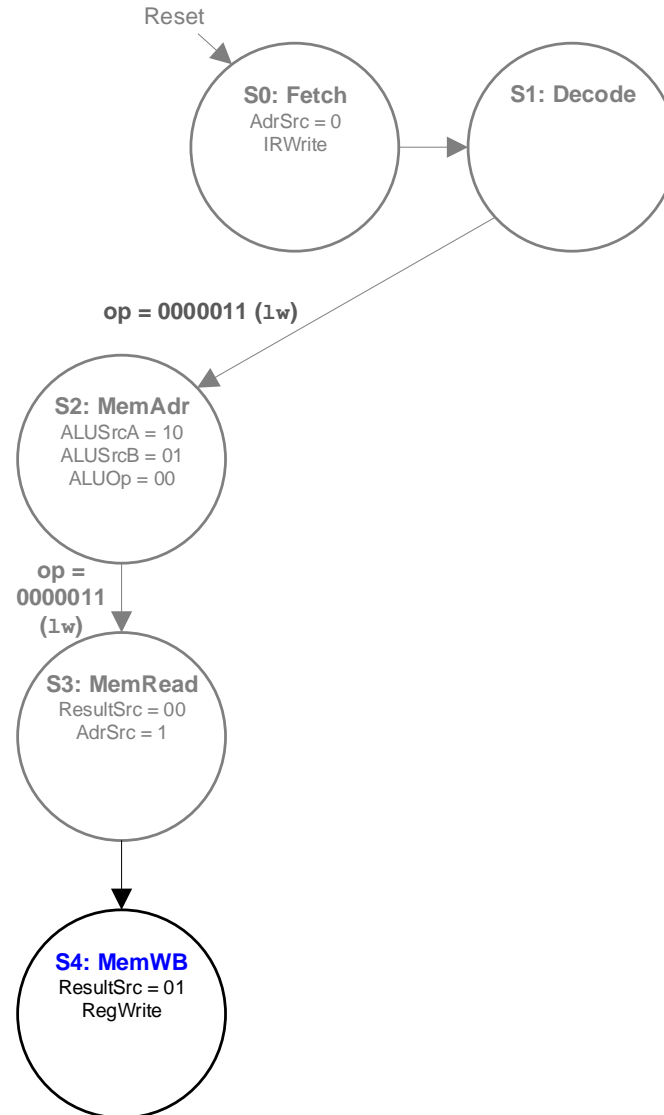 Reset
S0: Fetch
AdrSrc = 0
IRWrite
S1: Decode
op = 0000011 (lw)
S2: MemAdr
ALUSrcA = 10
ALUSrcB = 01
ALUOp = 00
op =
0000011
(lw)
S3: MemRead
ResultSrc = 00
AdrSrc = 1
S4: MemWB
ResultSrc = 01
RegWrite